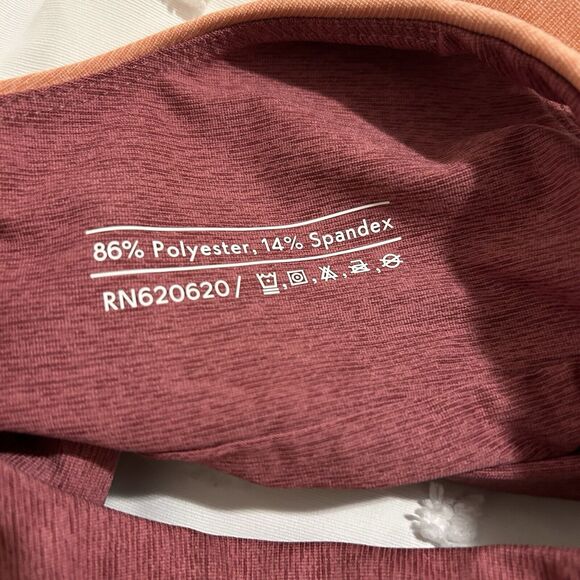 86% Polyester, 14% Spandex
RN620620/